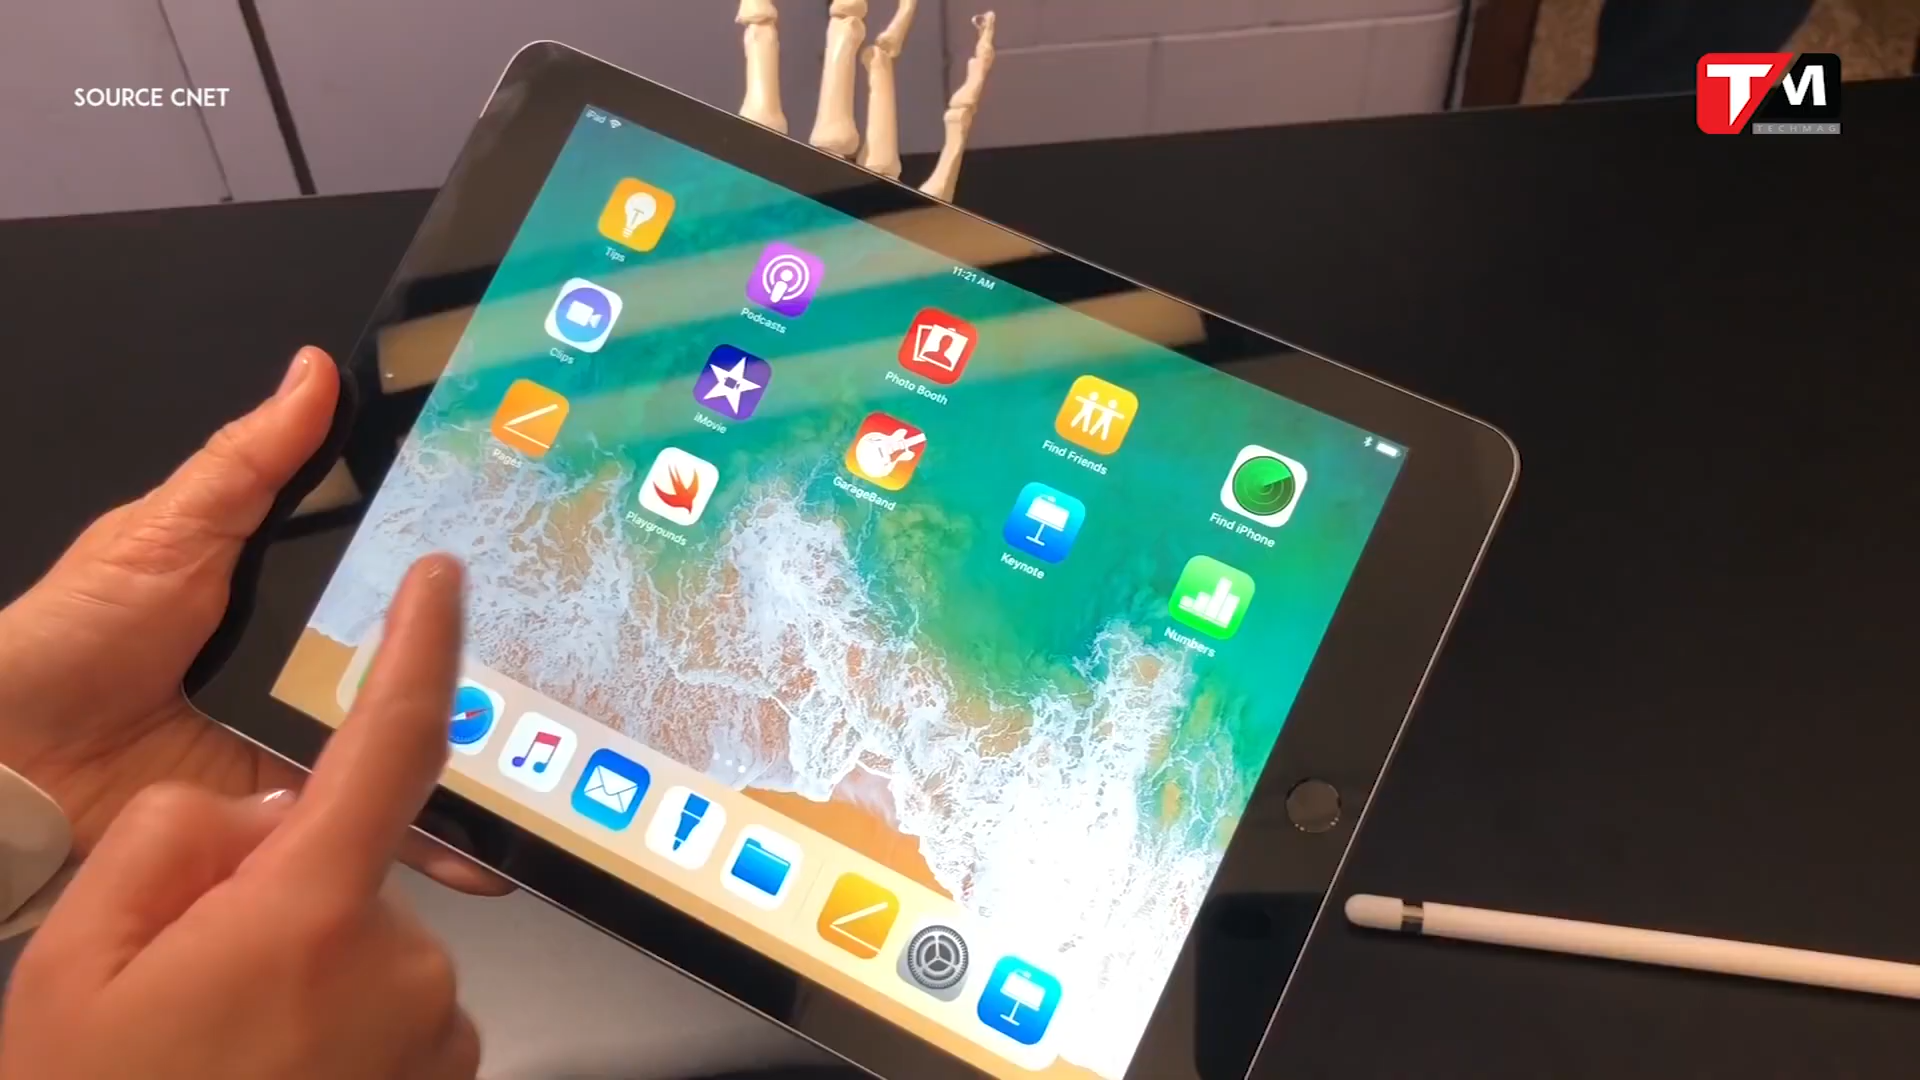 SOURCE CNET
TM
TECHMAG
iPad
11:21 AM
Tips
Podcasts
Photo Booth
Find Friends
Find iPhone
Clips
iMovie
GarageBand
Keynote
Numbers
Pages
Playgrounds